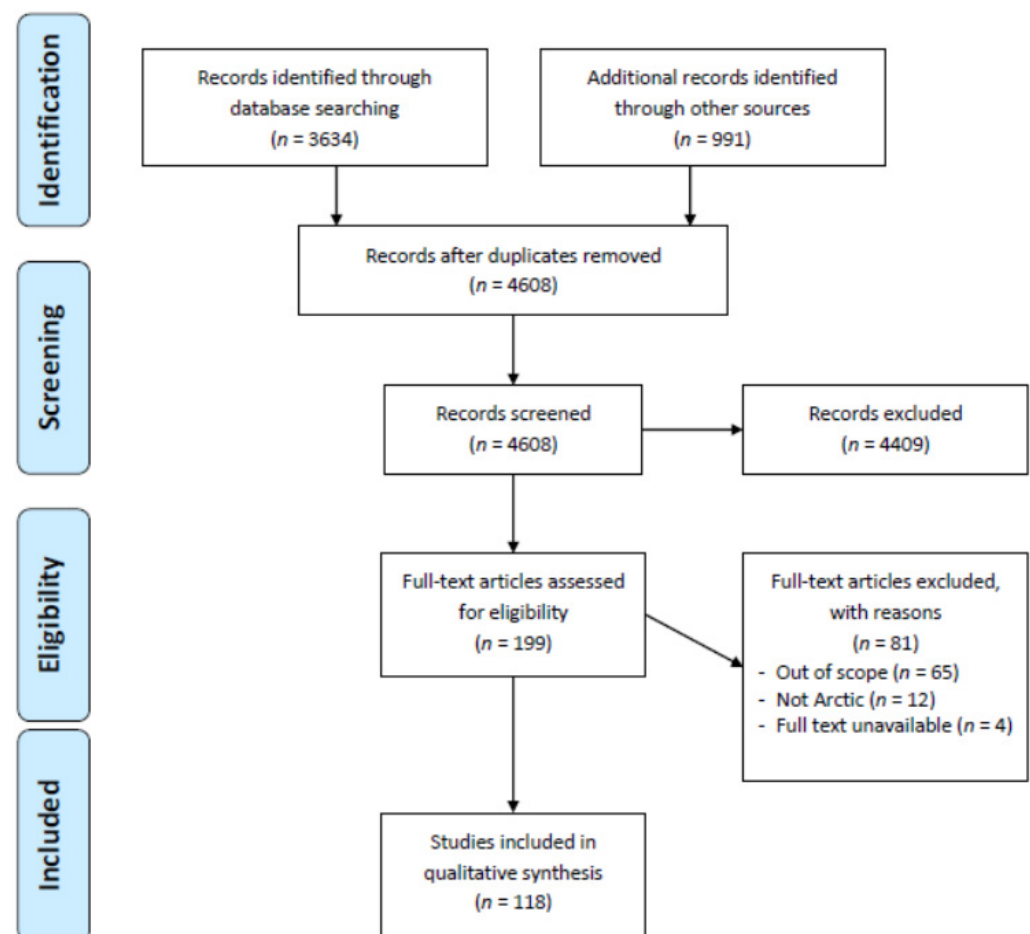 Identification
Records identified through
database searching
(n = 3634)
Additional records identified
through other sources
(n = 991)
Records after duplicates removed
(n = 4608)
Screening
Records screened
(n = 4608)
Records excluded
(n = 4409)
Eligibility
Full-text articles assessed
for eligibility
(n = 199)
Full-text articles excluded,
with reasons
(n = 81)
- Out of scope (n = 65)
- Not Arctic (n = 12)
- Full text unavailable (n = 4)
Included
Studies included in
qualitative synthesis
(n = 118)